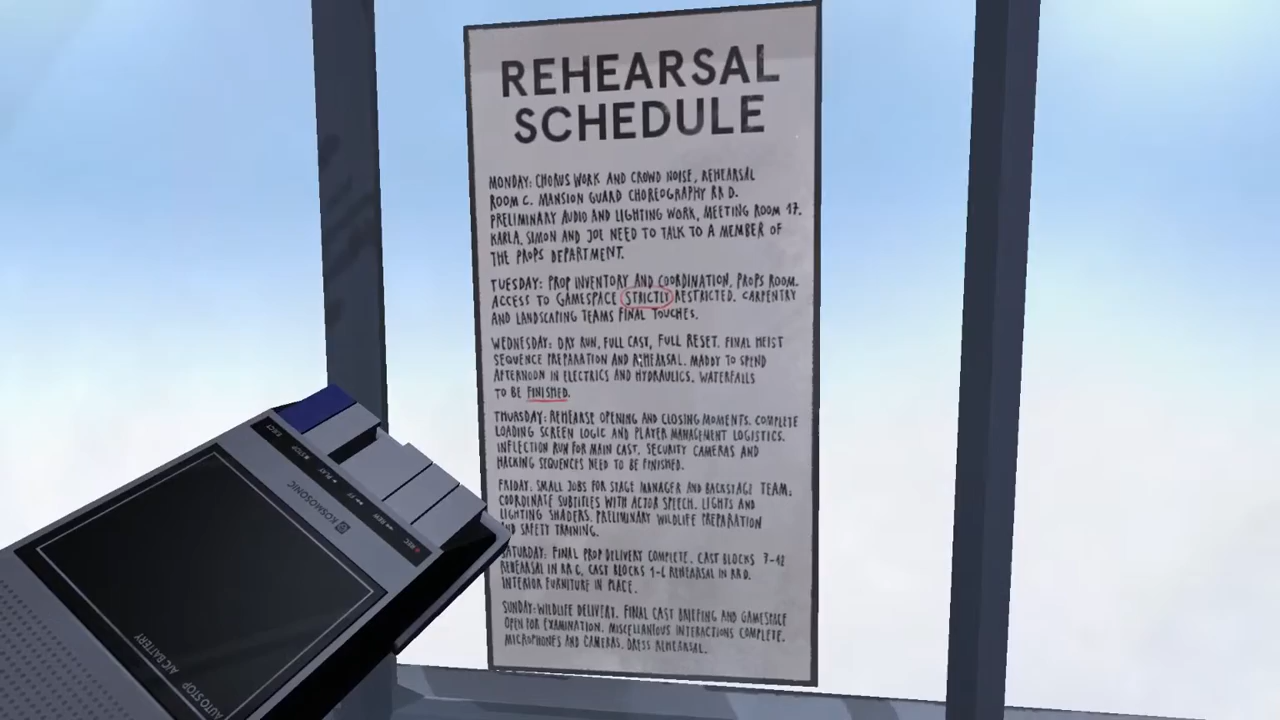 REHEARSAL
SCHEDULE
MONDAY: CHORUS WORK AND CROWD NOISE, REHEARSAL
ROOM C. MANSION GUARD CHOREOGRAPHY RR D.
PRELIMINARY AUDIO AND LIGHTING WORK, MEETING ROOM 17.
KARLA, SIMON AND JOE NEED TO TALK TO A MEMBER OF
THE PROPS DEPARTMENT.
TUESDAY: PROP INVENTORY AND COORDINATION, PROPS ROOM.
ACCESS TO GAMESPACE STRICTLY RESTRICTED. CARPENTRY
AND LANDSCAPING TEAMS FINAL TOUCHES.
WEDNESDAY: DAY RUN, FULL CAST, FULL RESET. FINAL HEIST
SEQUENCE PREPARATION AND REHEARSAL. MADDY TO SPEND
AFTERNOON IN ELECTRICS AND HYDRAULICS. WATERFALLS
TO BE FINISHED.
THURSDAY: REHEARSE OPENING AND CLOSING MOMENTS. COMPLETE
LOADING SCREEN LOGIC AND PLAYER MANAGEMENT LOGISTICS.
INFLECTION RUN FOR MAIN CAST. SECURITY CAMERAS AND
HACKING SEQUENCES NEED TO BE FINISHED.
FRIDAY. SMALL JOBS FOR STAGE MANAGER AND BACKSTAGE TEAM.
COORDINATE SUBTITLES WITH ACTOR SPEECH. LIGHTS AND
LIGHTING SHADERS. PRELIMINARY WILDLIFE PREPARATION
AND SAFETY TRAINING.
SATURDAY: FINAL PROP DELIVERY COMPLETE. CAST BLOCKS 7-12
REHEARSAL IN RR C, CAST BLOCKS 1-6 REHEARSAL IN RR D.
INTERIOR FURNITURE IN PLACE.
SUNDAY: WILDLIFE DELIVERY. FINAL CAST BRIEFING AND GAMESPACE
OPEN FOR EXAMINATION. MISCELLANEOUS INTERACTIONS COMPLETE.
MICROPHONES AND CAMERAS. DRESS REHEARSAL.
EJECT
STOP
PLAY
FF
REW
REC
KOSMOSONIC
A/C BATTERY
AUTO STOP